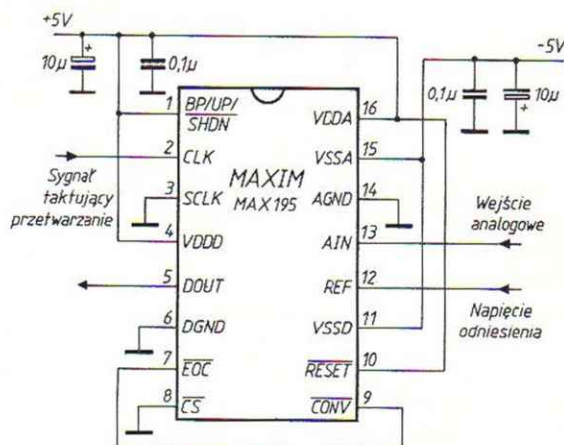 +5V
-5V
10µ
+
0,1µ
0,1µ
+
10µ
1 BP/UP/
SHDN
VDDA 16
2 CLK
VSSA 15
Sygnał
taktujący
przetwarzanie
MAXIM
MAX195
3 SCLK
AGND 14
Wejście
analogowe
4 VDDD
AIN 13
5 DOUT
REF 12
Napięcie
odniesienia
6 DGND
VSSD 11
7 EOC
RESET 10
8 CS
CONV 9